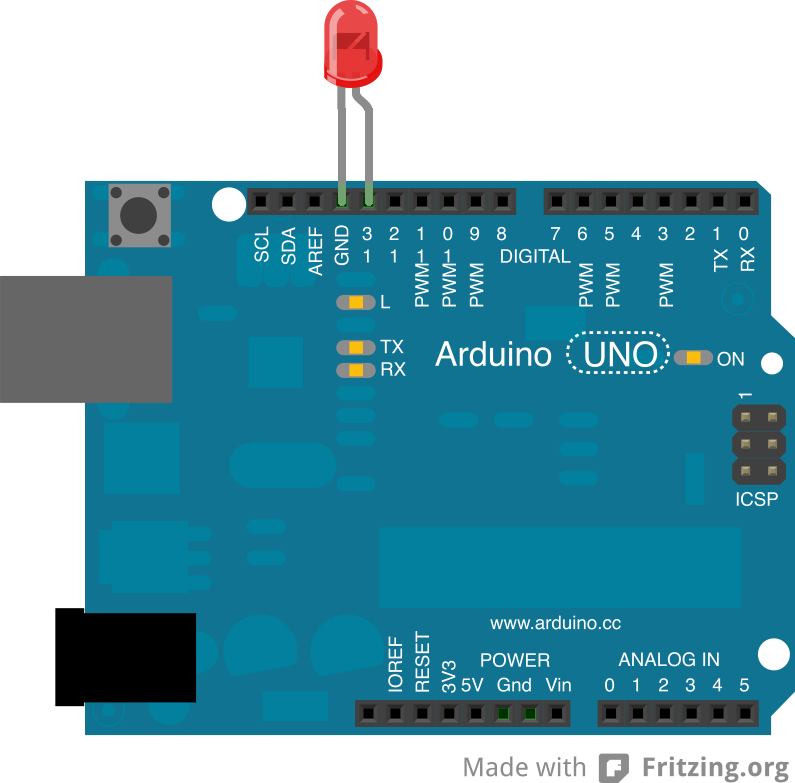 SCL SDA AREF GND 3 2 1 0 9 8 7 6 5 4 3 2 1 0
1 1 1 1 DIGITAL TX RX
PWM PWM PWM PWM PWM PWM
L
TX
RX
Arduino UNO ON
1
ICSP
www.arduino.cc
POWER ANALOG IN
IOREF RESET 3V3 5V Gnd Vin 0 1 2 3 4 5
Made with Fritzing.org